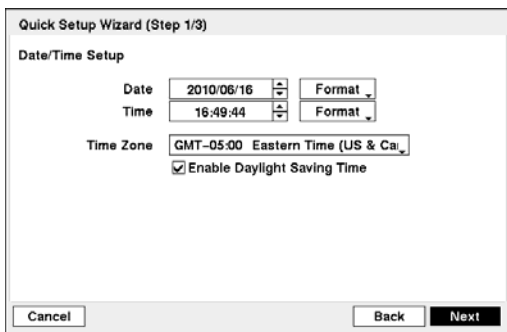 Quick Setup Wizard (Step 1/3)
Date/Time Setup
Date 2010/06/16 Format
Time 16:49:44 Format
Time Zone GMT-05:00 Eastern Time (US & Ca
Enable Daylight Saving Time
Cancel Back Next